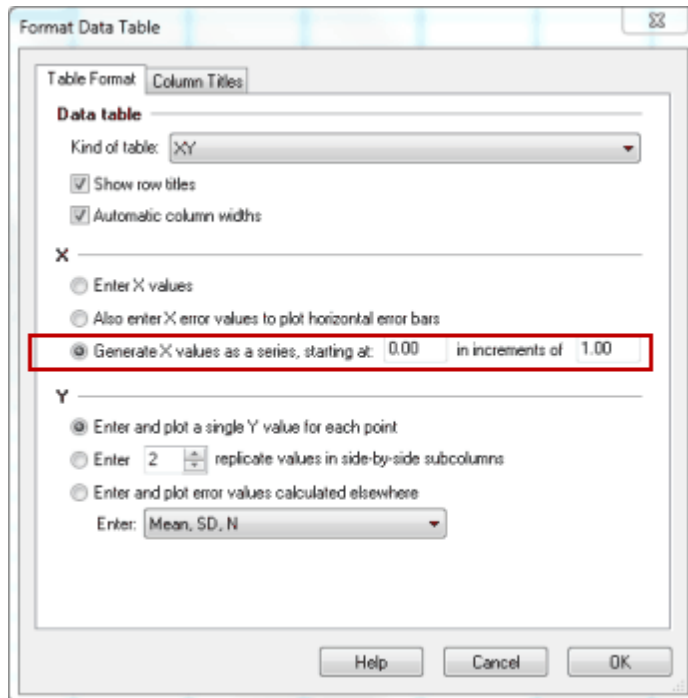 Format Data Table
Table Format Column Titles
Data table
Kind of table: XY
Show row titles
Automatic column widths
X
Enter X values
Also enter X error values to plot horizontal error bars
Generate X values as a series, starting at: 0.00 in increments of 1.00
Y
Enter and plot a single Y value for each point
Enter 2 replicate values in side-by-side subcolumns
Enter and plot error values calculated elsewhere
Enter: Mean, SD, N
Help Cancel OK